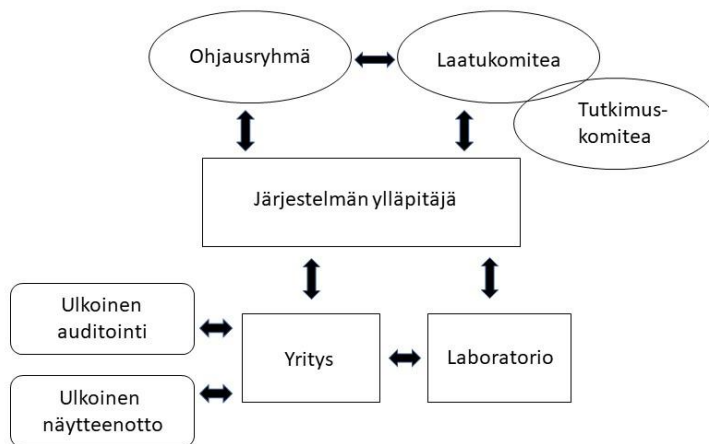 Ohjausryhmä
Laatukomitea
Tutkimus-
komitea
Järjestelmän ylläpitäjä
Ulkoinen
auditointi
Yritys
Laboratorio
Ulkoinen
näytteenotto